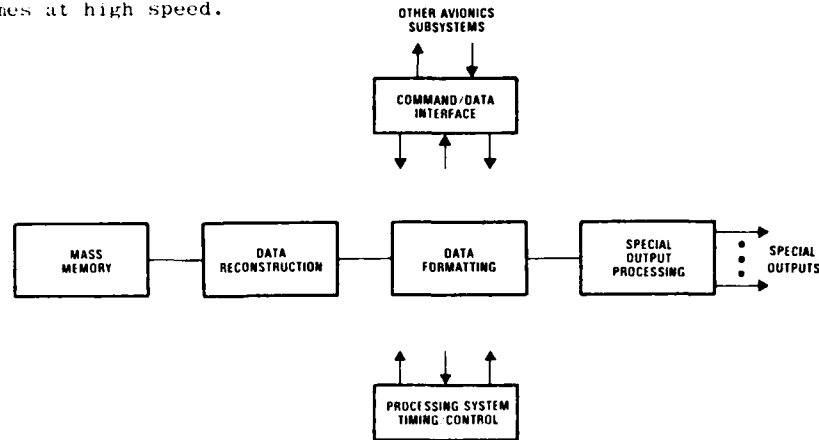 at high speed.
OTHER AVIONICS
SUBSYSTEMS
COMMAND/DATA
INTERFACE
MASS
MEMORY
DATA
RECONSTRUCTION
DATA
FORMATTING
SPECIAL
OUTPUT
PROCESSING
SPECIAL
OUTPUTS
PROCESSING SYSTEM
TIMING/CONTROL